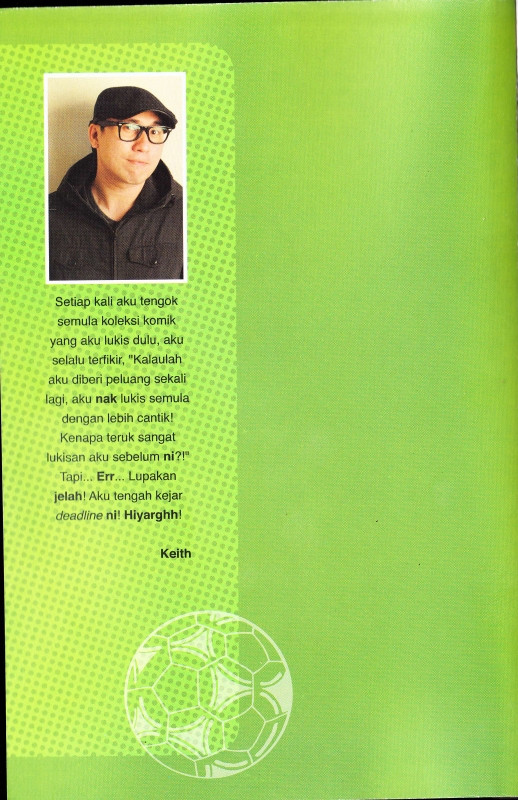 Setiap kali aku tengok
semula koleksi komik
yang aku lukis dulu, aku
selalu terfikir, "Kalaulah
aku diberi peluang sekali
lagi, aku nak lukis semula
dengan lebih cantik!
Kenapa teruk sangat
lukisan aku sebelum ni?!"
Tapi... Err... Lupakan
jelah! Aku tengah kejar
deadline ni! Hiyarghh!
Keith